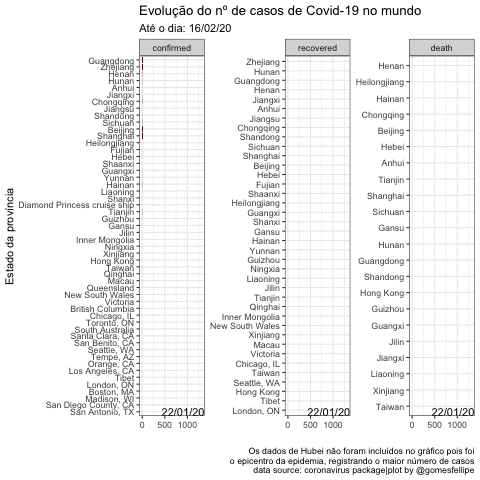 Evolução do nº de casos de Covid-19 no mundo
Até o dia: 16/02/20
confirmed
recovered
death
Estado da província
Guangdong
Zhejiang
Henan
Hunan
Anhui
Jiangxi
Chongqing
Jiangsu
Shandong
Sichuan
Beijing
Shanghai
Heilongjiang
Fujian
Hebei
Shaanxi
Guangxi
Yunnan
Hainan
Liaoning
Shanxi
Diamond Princess cruise ship
Tianjin
Guizhou
Gansu
Jilin
Inner Mongolia
Ningxia
Xinjiang
Hong Kong
Taiwan
Qinghai
Macau
Queensland
New South Wales
Victoria
British Columbia
Chicago, IL
Toronto, ON
South Australia
Santa Clara, CA
San Benito, CA
Seattle, WA
Tempe, AZ
Orange, CA
Los Angeles, CA
Tibet
London, ON
Boston, MA
Madison, WI
San Diego County, CA
San Antonio, TX
22/01/20
0 500 1000
Zhejiang
Hunan
Guangdong
Henan
Jiangxi
Anhui
Jiangsu
Chongqing
Shandong
Sichuan
Shanghai
Beijing
Hebei
Fujian
Shaanxi
Heilongjiang
Guangxi
Shanxi
Gansu
Hainan
Yunnan
Guizhou
Ningxia
Liaoning
Jilin
Tianjin
Qinghai
Inner Mongolia
New South Wales
Xinjiang
Macau
Victoria
Chicago, IL
Taiwan
Seattle, WA
Hong Kong
Tibet
London, ON
22/01/20
0 500 1000
Henan
Heilongjiang
Hainan
Chongqing
Beijing
Hebei
Anhui
Tianjin
Shanghai
Sichuan
Gansu
Hunan
Guangdong
Shandong
Hong Kong
Guizhou
Guangxi
Jilin
Jiangxi
Liaoning
Xinjiang
Taiwan
22/01/20
0 500 1000
Os dados de Hubei não foram incluídos no gráfico pois foi
o epicentro da epidemia, registrando o maior número de casos
data source: coronavirus package|plot by @gomesfellipe